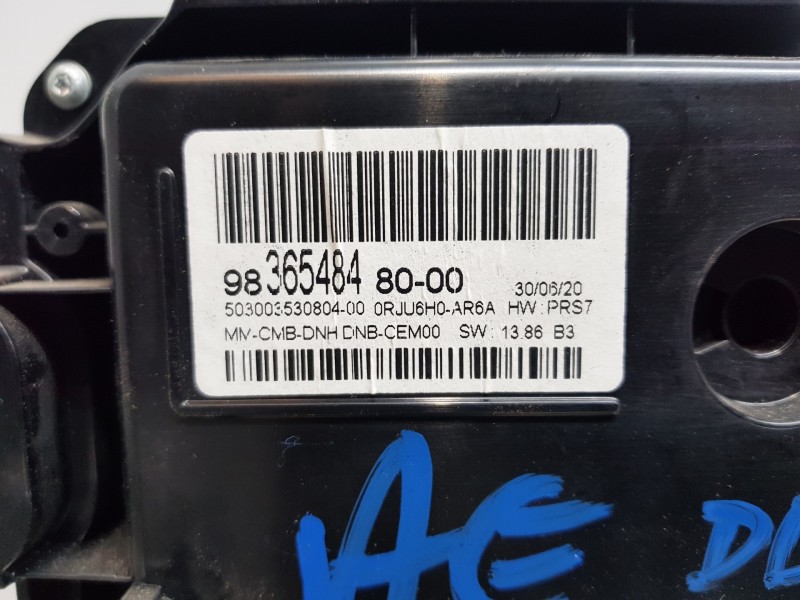 98 365484 80-00 30/06/20
503003530804-00 0RJU6H0-AR6A HW : PRS7
MM-CMB-DNH DNB-CEM00 SW : 13.86 B3
AE DL